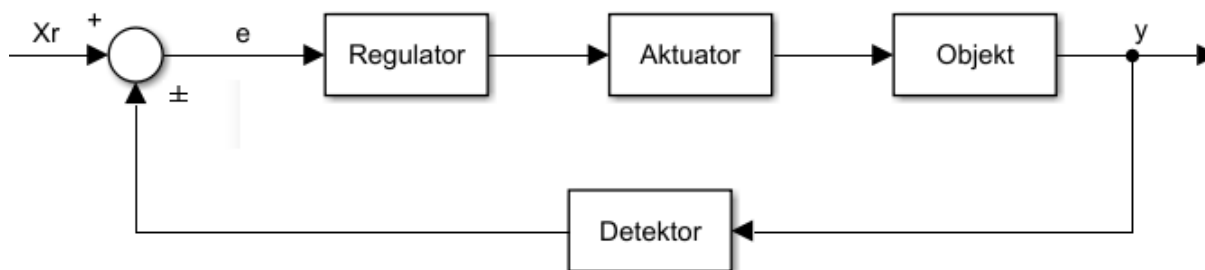 Xr
+
e
Regulator
Aktuator
Objekt
y
±
Detektor